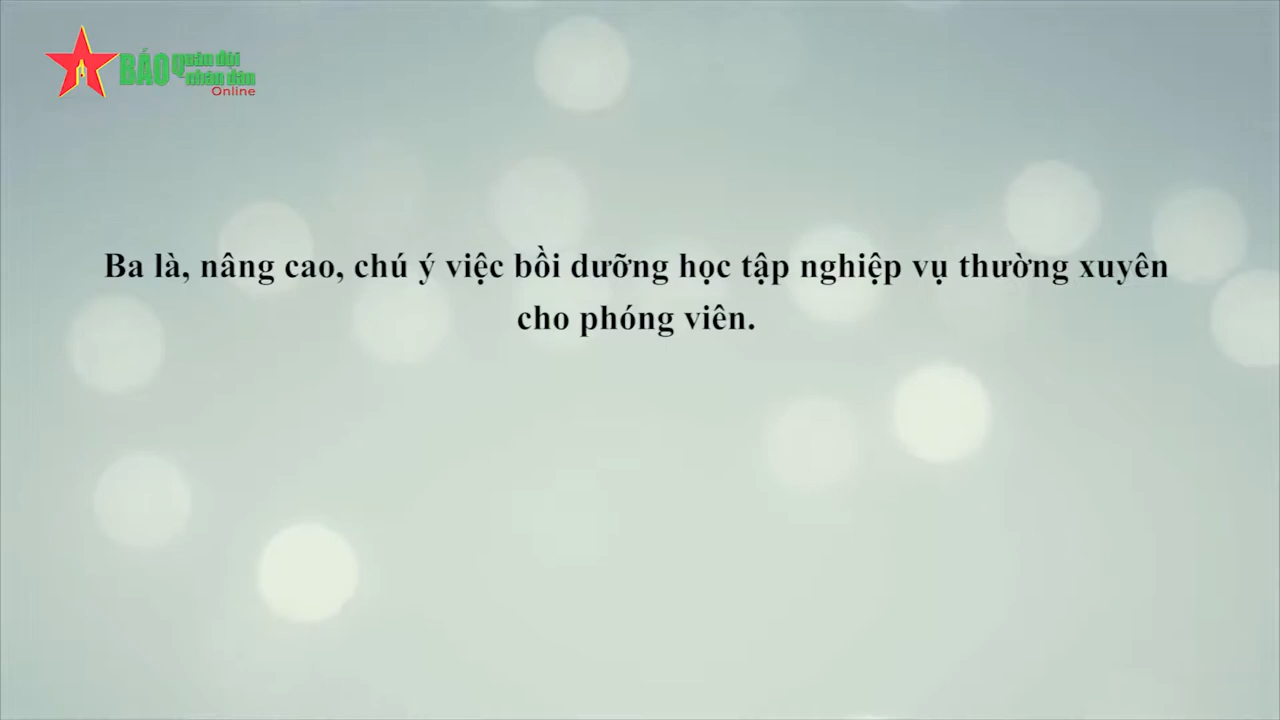 BÁO Quân đội
nhân dân
Online
Ba là, nâng cao, chú ý việc bồi dưỡng học tập nghiệp vụ thường xuyên
cho phóng viên.